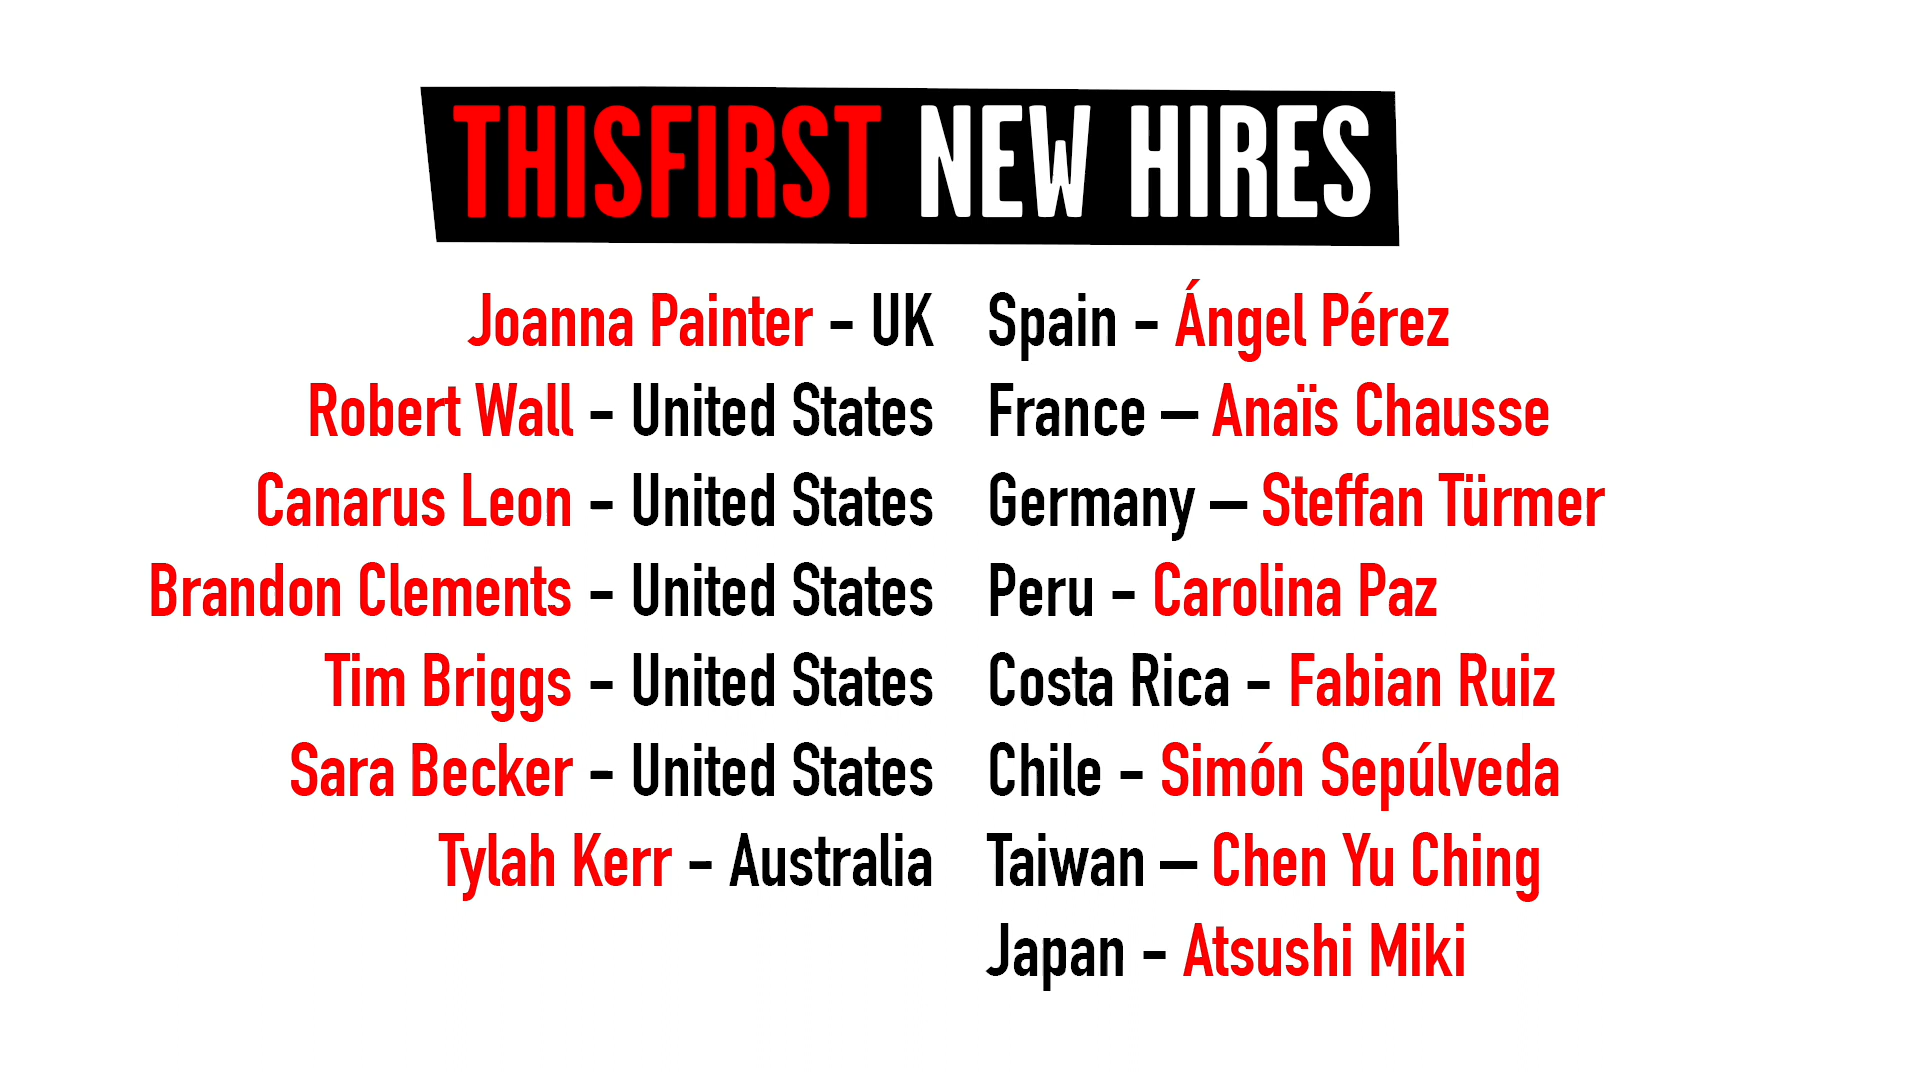 THISFIRST NEW HIRES
Joanna Painter – UK
Robert Wall – United States
Canarus Leon – United States
Brandon Clements – United States
Tim Briggs – United States
Sara Becker – United States
Tylah Kerr – Australia
Spain – Ángel Pérez
France — Anaïs Chausse
Germany — Steffan Türmer
Peru – Carolina Paz
Costa Rica – Fabian Ruiz
Chile – Simón Sepúlveda
Taiwan — Chen Yu Ching
Japan – Atsushi Miki